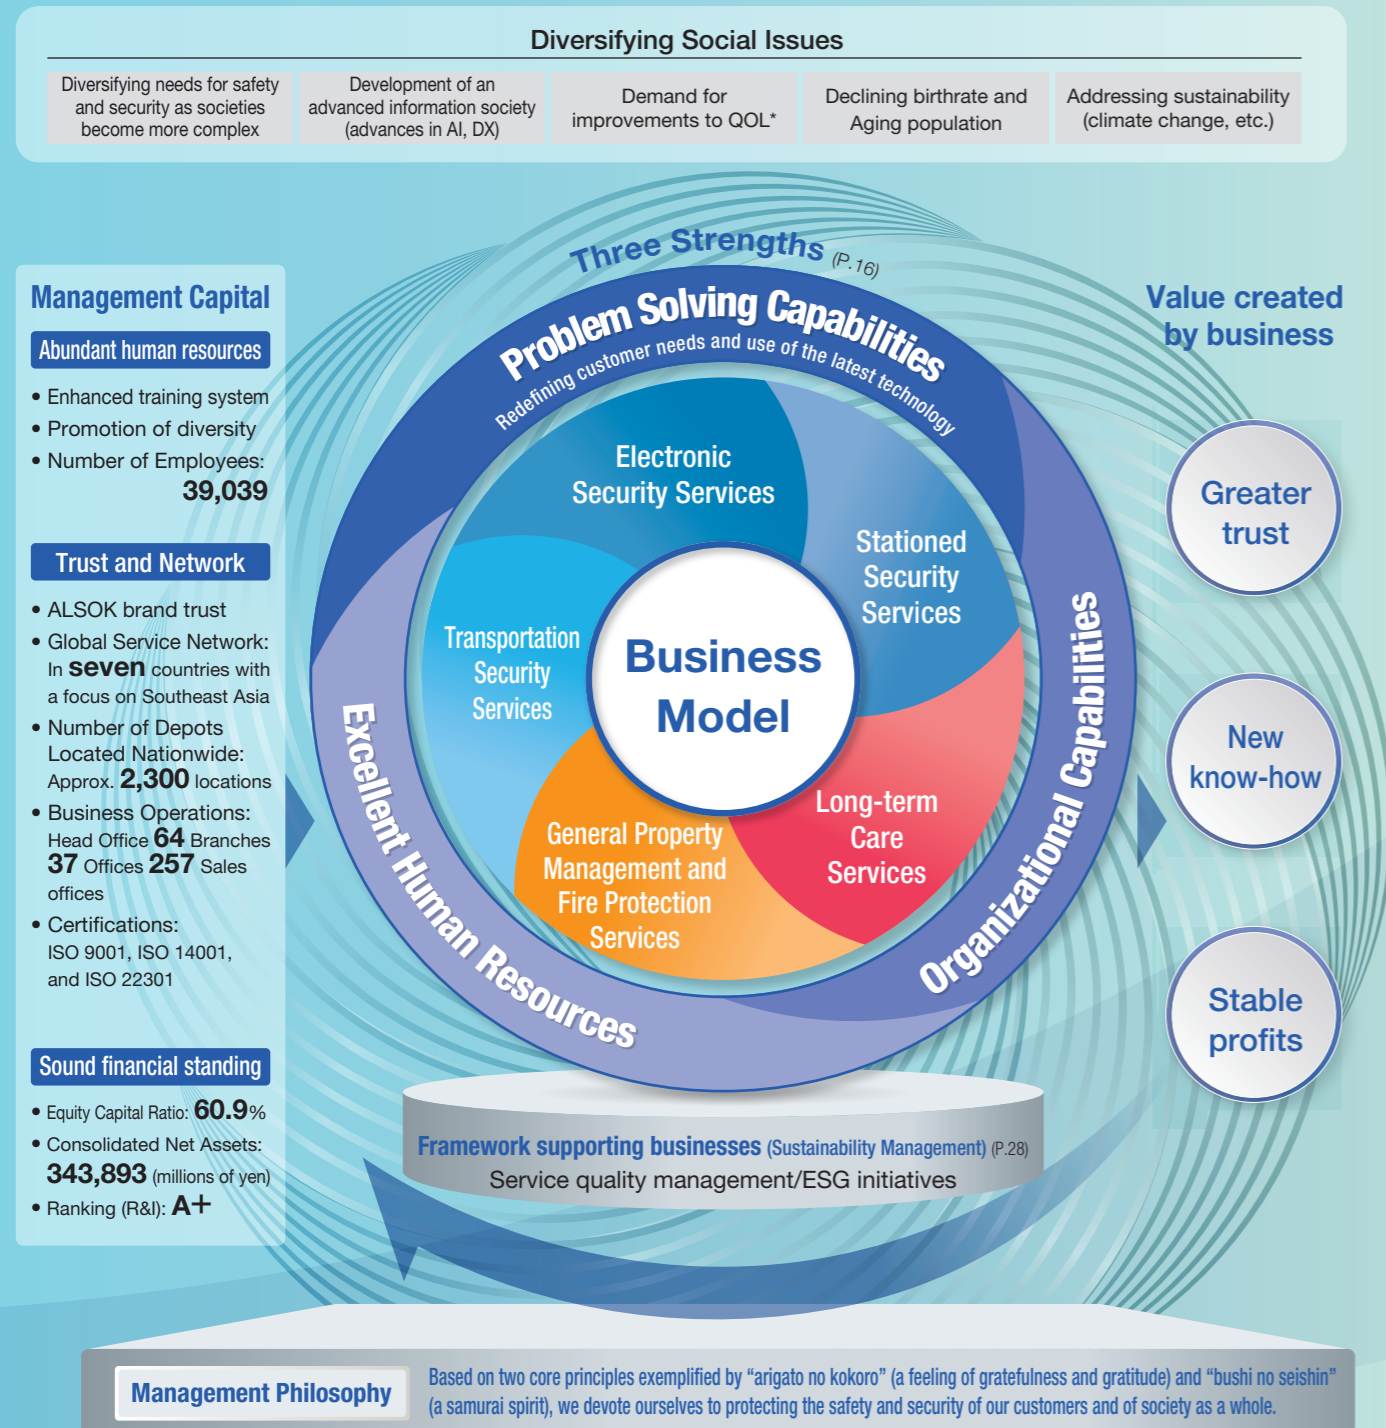 Diversifying Social Issues
Diversifying needs for safety
and security as societies
become more complex
Development of an
advanced information society
(advances in AI, DX)
Demand for
improvements to QOL*
Declining birthrate and
Aging population
Addressing sustainability
(climate change, etc.)
Management Capital
Abundant human resources
• Enhanced training system
• Promotion of diversity
• Number of Employees:
39,039
Trust and Network
• ALSOK brand trust
• Global Service Network:
In seven countries with
a focus on Southeast Asia
• Number of Depots
Located Nationwide:
Approx. 2,300 locations
• Business Operations:
Head Office 64 Branches
37 Offices 257 Sales
offices
• Certifications:
ISO 9001, ISO 14001,
and ISO 22301
Sound financial standing
• Equity Capital Ratio: 60.9%
• Consolidated Net Assets:
343,893 (millions of yen)
• Ranking (R&I): A+
Three Strengths (P.16)
Problem Solving Capabilities
Redefining customer needs and use of the latest technology
Organizational Capabilities
Excellent Human Resources
Electronic
Security Services
Stationed
Security
Services
Long-term
Care
Services
General Property
Management and
Fire Protection
Services
Transportation
Security
Services
Business
Model
Value created
by business
Greater
trust
New
know-how
Stable
profits
Framework supporting businesses (Sustainability Management) (P.28)
Service quality management/ESG initiatives
Management Philosophy
Based on two core principles exemplified by “arigato no kokoro” (a feeling of gratefulness and gratitude) and “bushi no seishin”
(a samurai spirit), we devote ourselves to protecting the safety and security of our customers and of society as a whole.